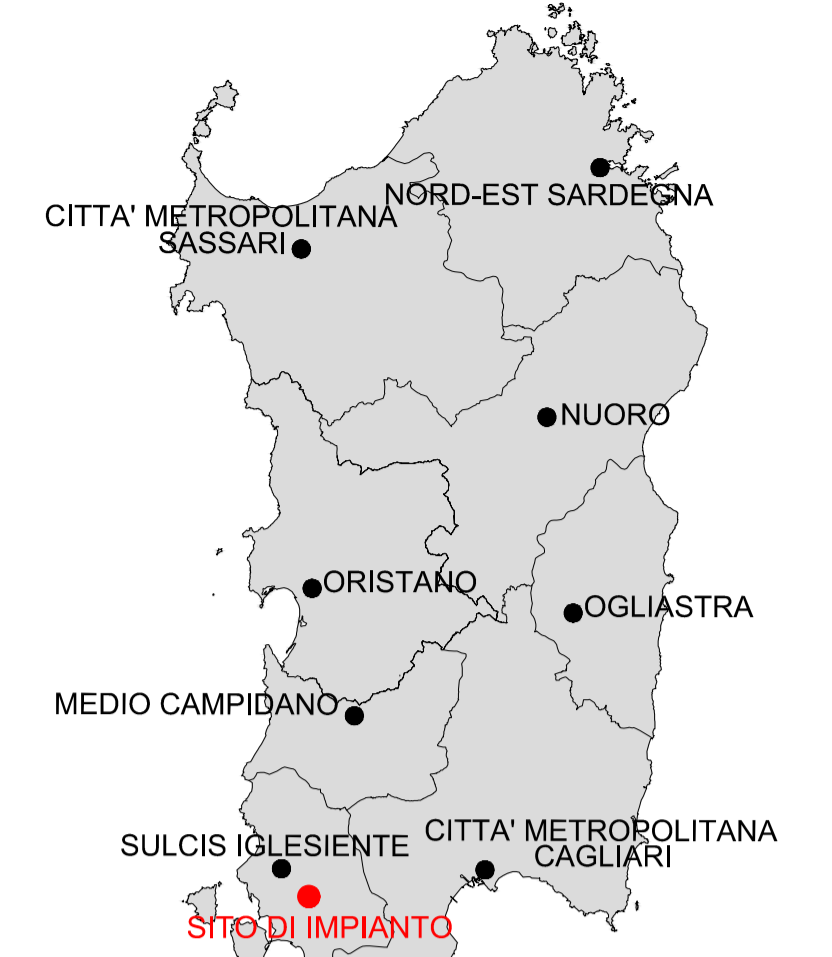 NORD-EST SARDEGNA
CITTA' METROPOLITANA
SASSARI
NUORO
ORISTANO
OGLIASTRA
MEDIO CAMPIDANO
SULCIS IGLESIENTE
CITTA' METROPOLITANA
CAGLIARI
SITO DI IMPIANTO